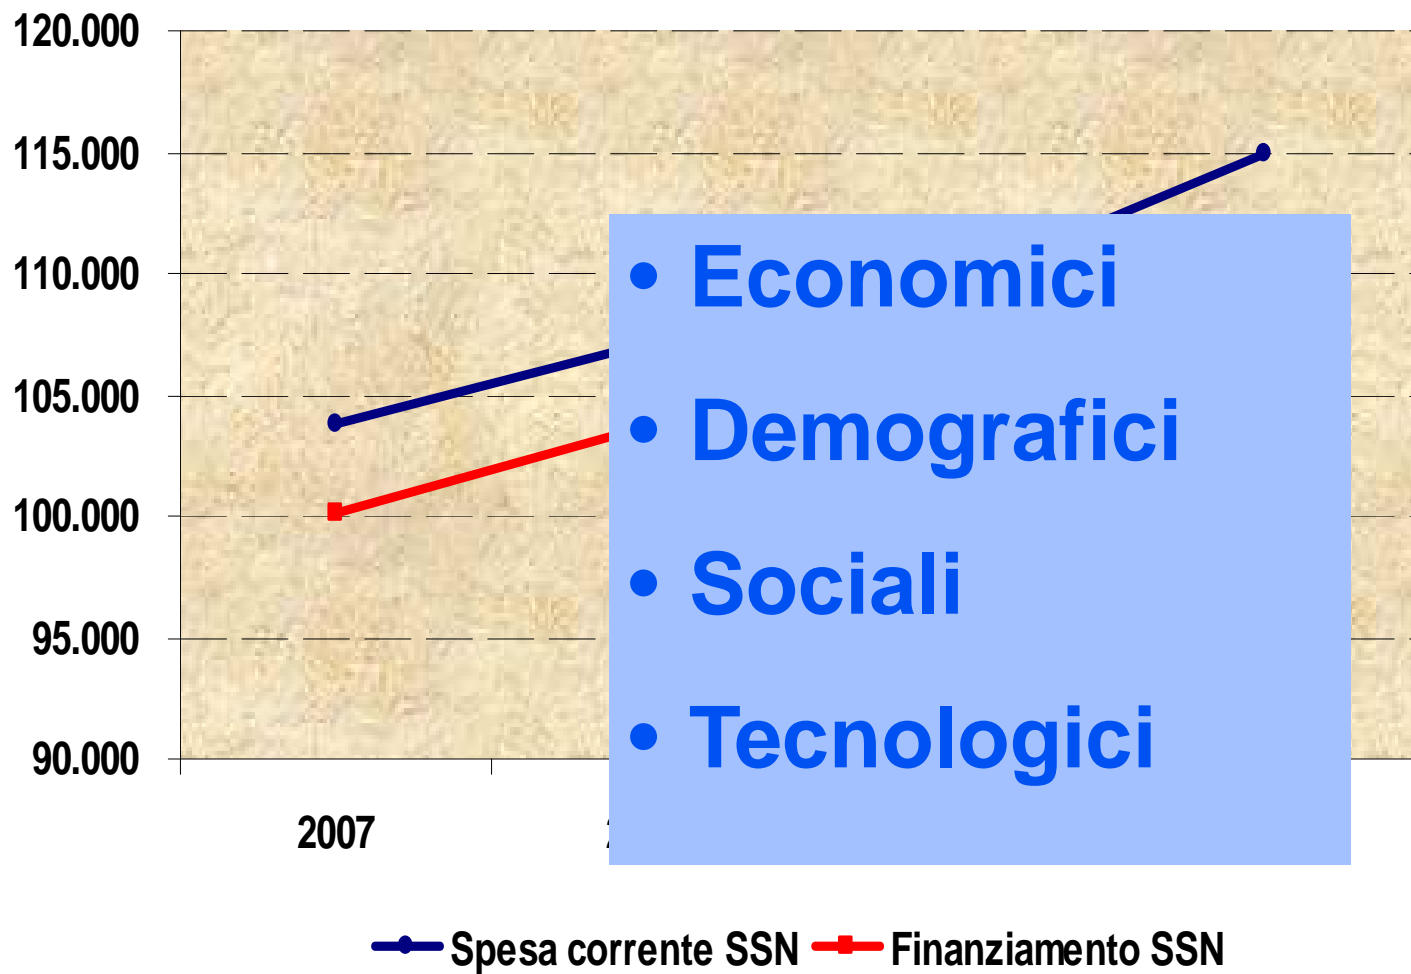 120.000
115.000
110.000
105.000
100.000
95.000
90.000
• Economici
• Demografici
• Sociali
• Tecnologici
2007
Spesa corrente SSN
Finanziamento SSN